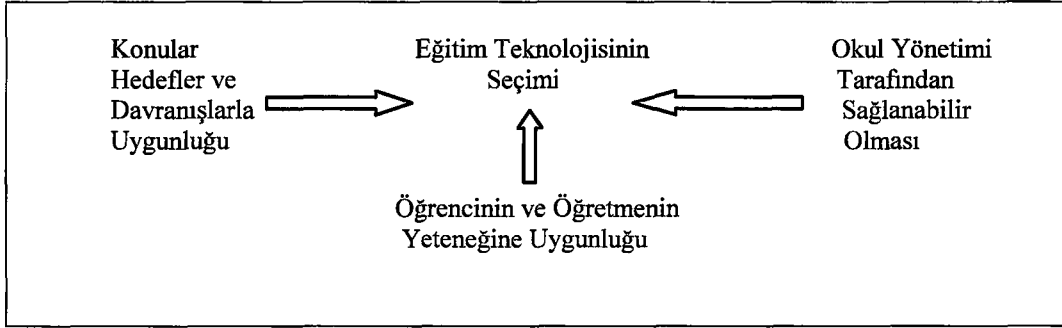 Konular
Hedefler ve
Davranışlarla
Uygunluğu
Eğitim Teknolojisinin
Seçimi
Okul Yönetimi
Tarafından
Sağlanabilir
Olması
Öğrencinin ve Öğretmenin
Yeteneğine Uygunluğu